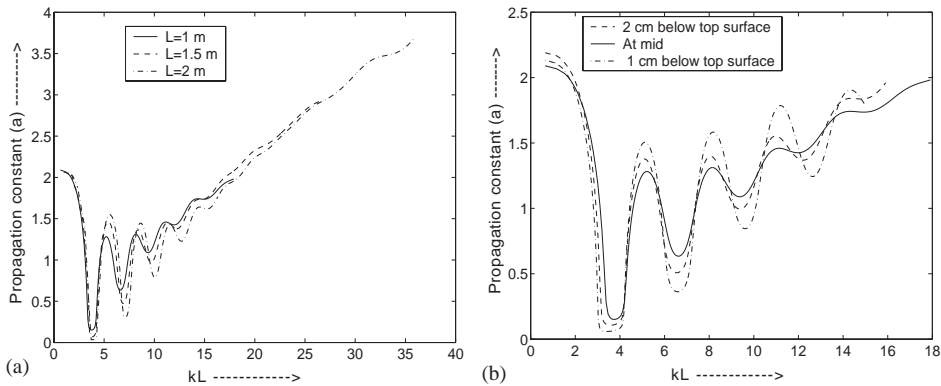 4
3.5
3
2.5
2
1.5
1
0.5
0
0 5 10 15 20 25 30 35 40
Propagation constant (a) ------------>
kL --------------->
L=1 m
L=1.5 m
L=2 m
(a)
2.5
2
1.5
1
0.5
0
0 2 4 6 8 10 12 14 16 18
Propagation constant (a) ------>
kL --------------->
2 cm below top surface
At mid
1 cm below top surface
(b)